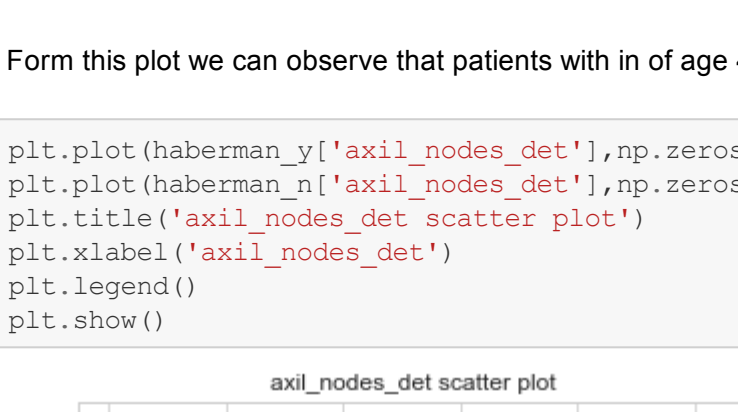 Form this plot we can observe that patients with in of age
plt.plot(haberman_y['axil_nodes_det'],np.zeros
plt.plot(haberman_n['axil_nodes_det'],np.zeros
plt.title('axil_nodes_det scatter plot')
plt.xlabel('axil_nodes_det')
plt.legend()
plt.show()
axil_nodes_det scatter plot